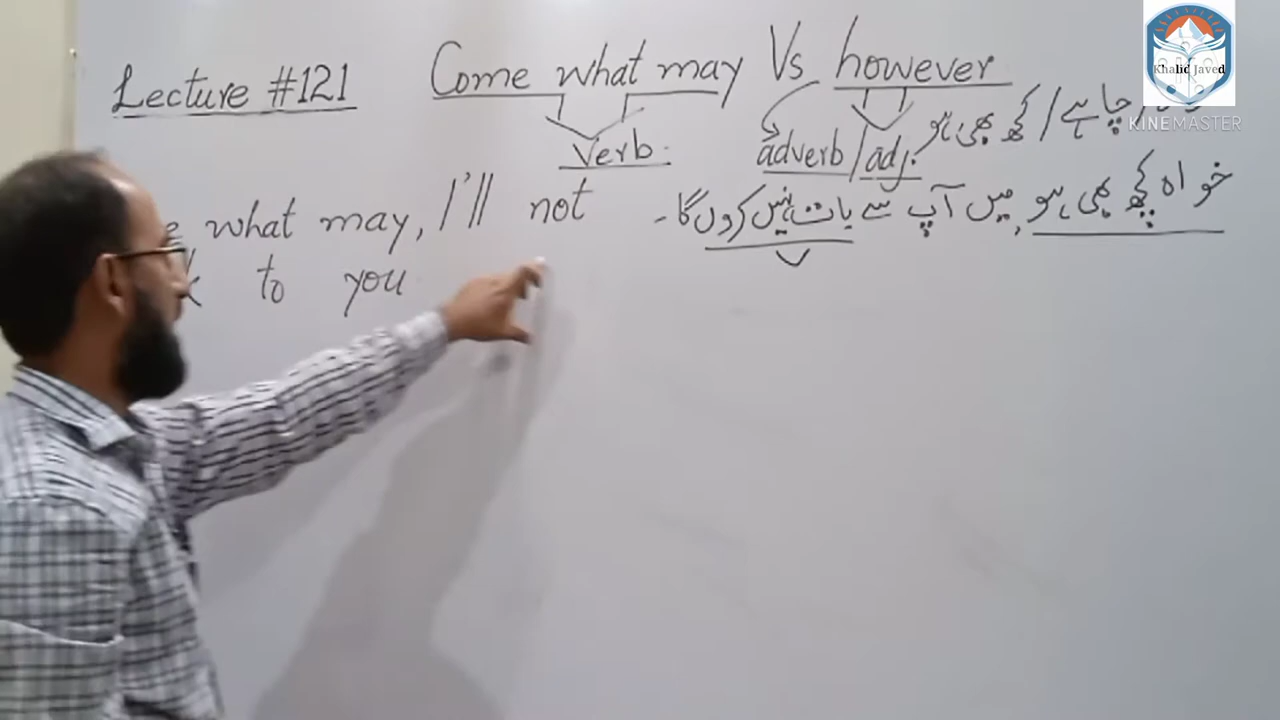 Lecture #121 Come what may Vs however
Verb. adverb/adj. چاہے/کچھ بھی ہو
what may, I'll not
to you
خواہ کچھ بھی ہو, میں آپ سے بات نہیں کروں گا۔
Khalid Javed
KINEMASTER